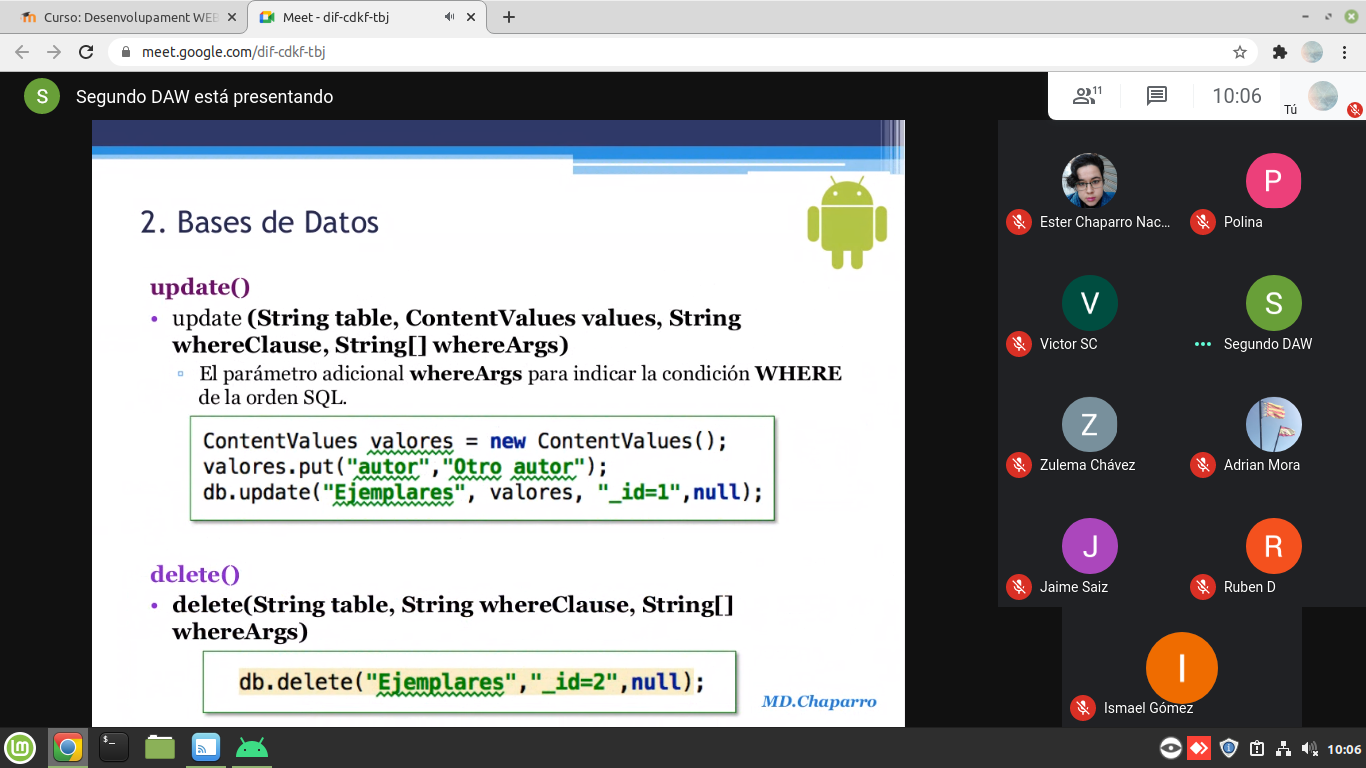 Curso: Desenvolupament WEB
Meet - dif-cdkf-tbj
meet.google.com/dif-cdkf-tbj
S
Segundo DAW está presentando
11
10:06
Tú
2. Bases de Datos
update()
• update (String table, ContentValues values, String
whereClause, String[] whereArgs)
El parámetro adicional whereArgs para indicar la condición WHERE
de la orden SQL.
ContentValues valores = new ContentValues();
valores.put("autor","Otro autor");
db.update("Ejemplares", valores, "_id=1",null);
delete()
• delete(String table, String whereClause, String[]
whereArgs)
db.delete("Ejemplares","_id=2",null);
MD.Chaparro
Ester Chaparro Nac...
P
Polina
V
Victor SC
S
Segundo DAW
Z
Zulema Chávez
Adrian Mora
J
Jaime Saiz
R
Ruben D
I
Ismael Gómez
10:06